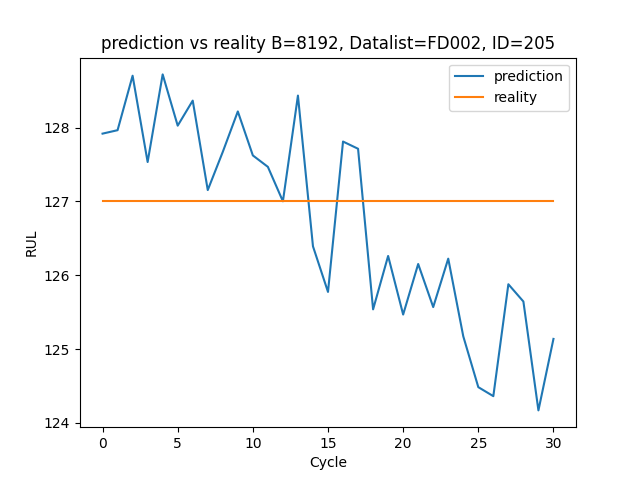 prediction vs reality B=8192, Datalist=FD002, ID=205
prediction
reality
RUL
128
127
126
125
124
0 5 10 15 20 25 30
Cycle